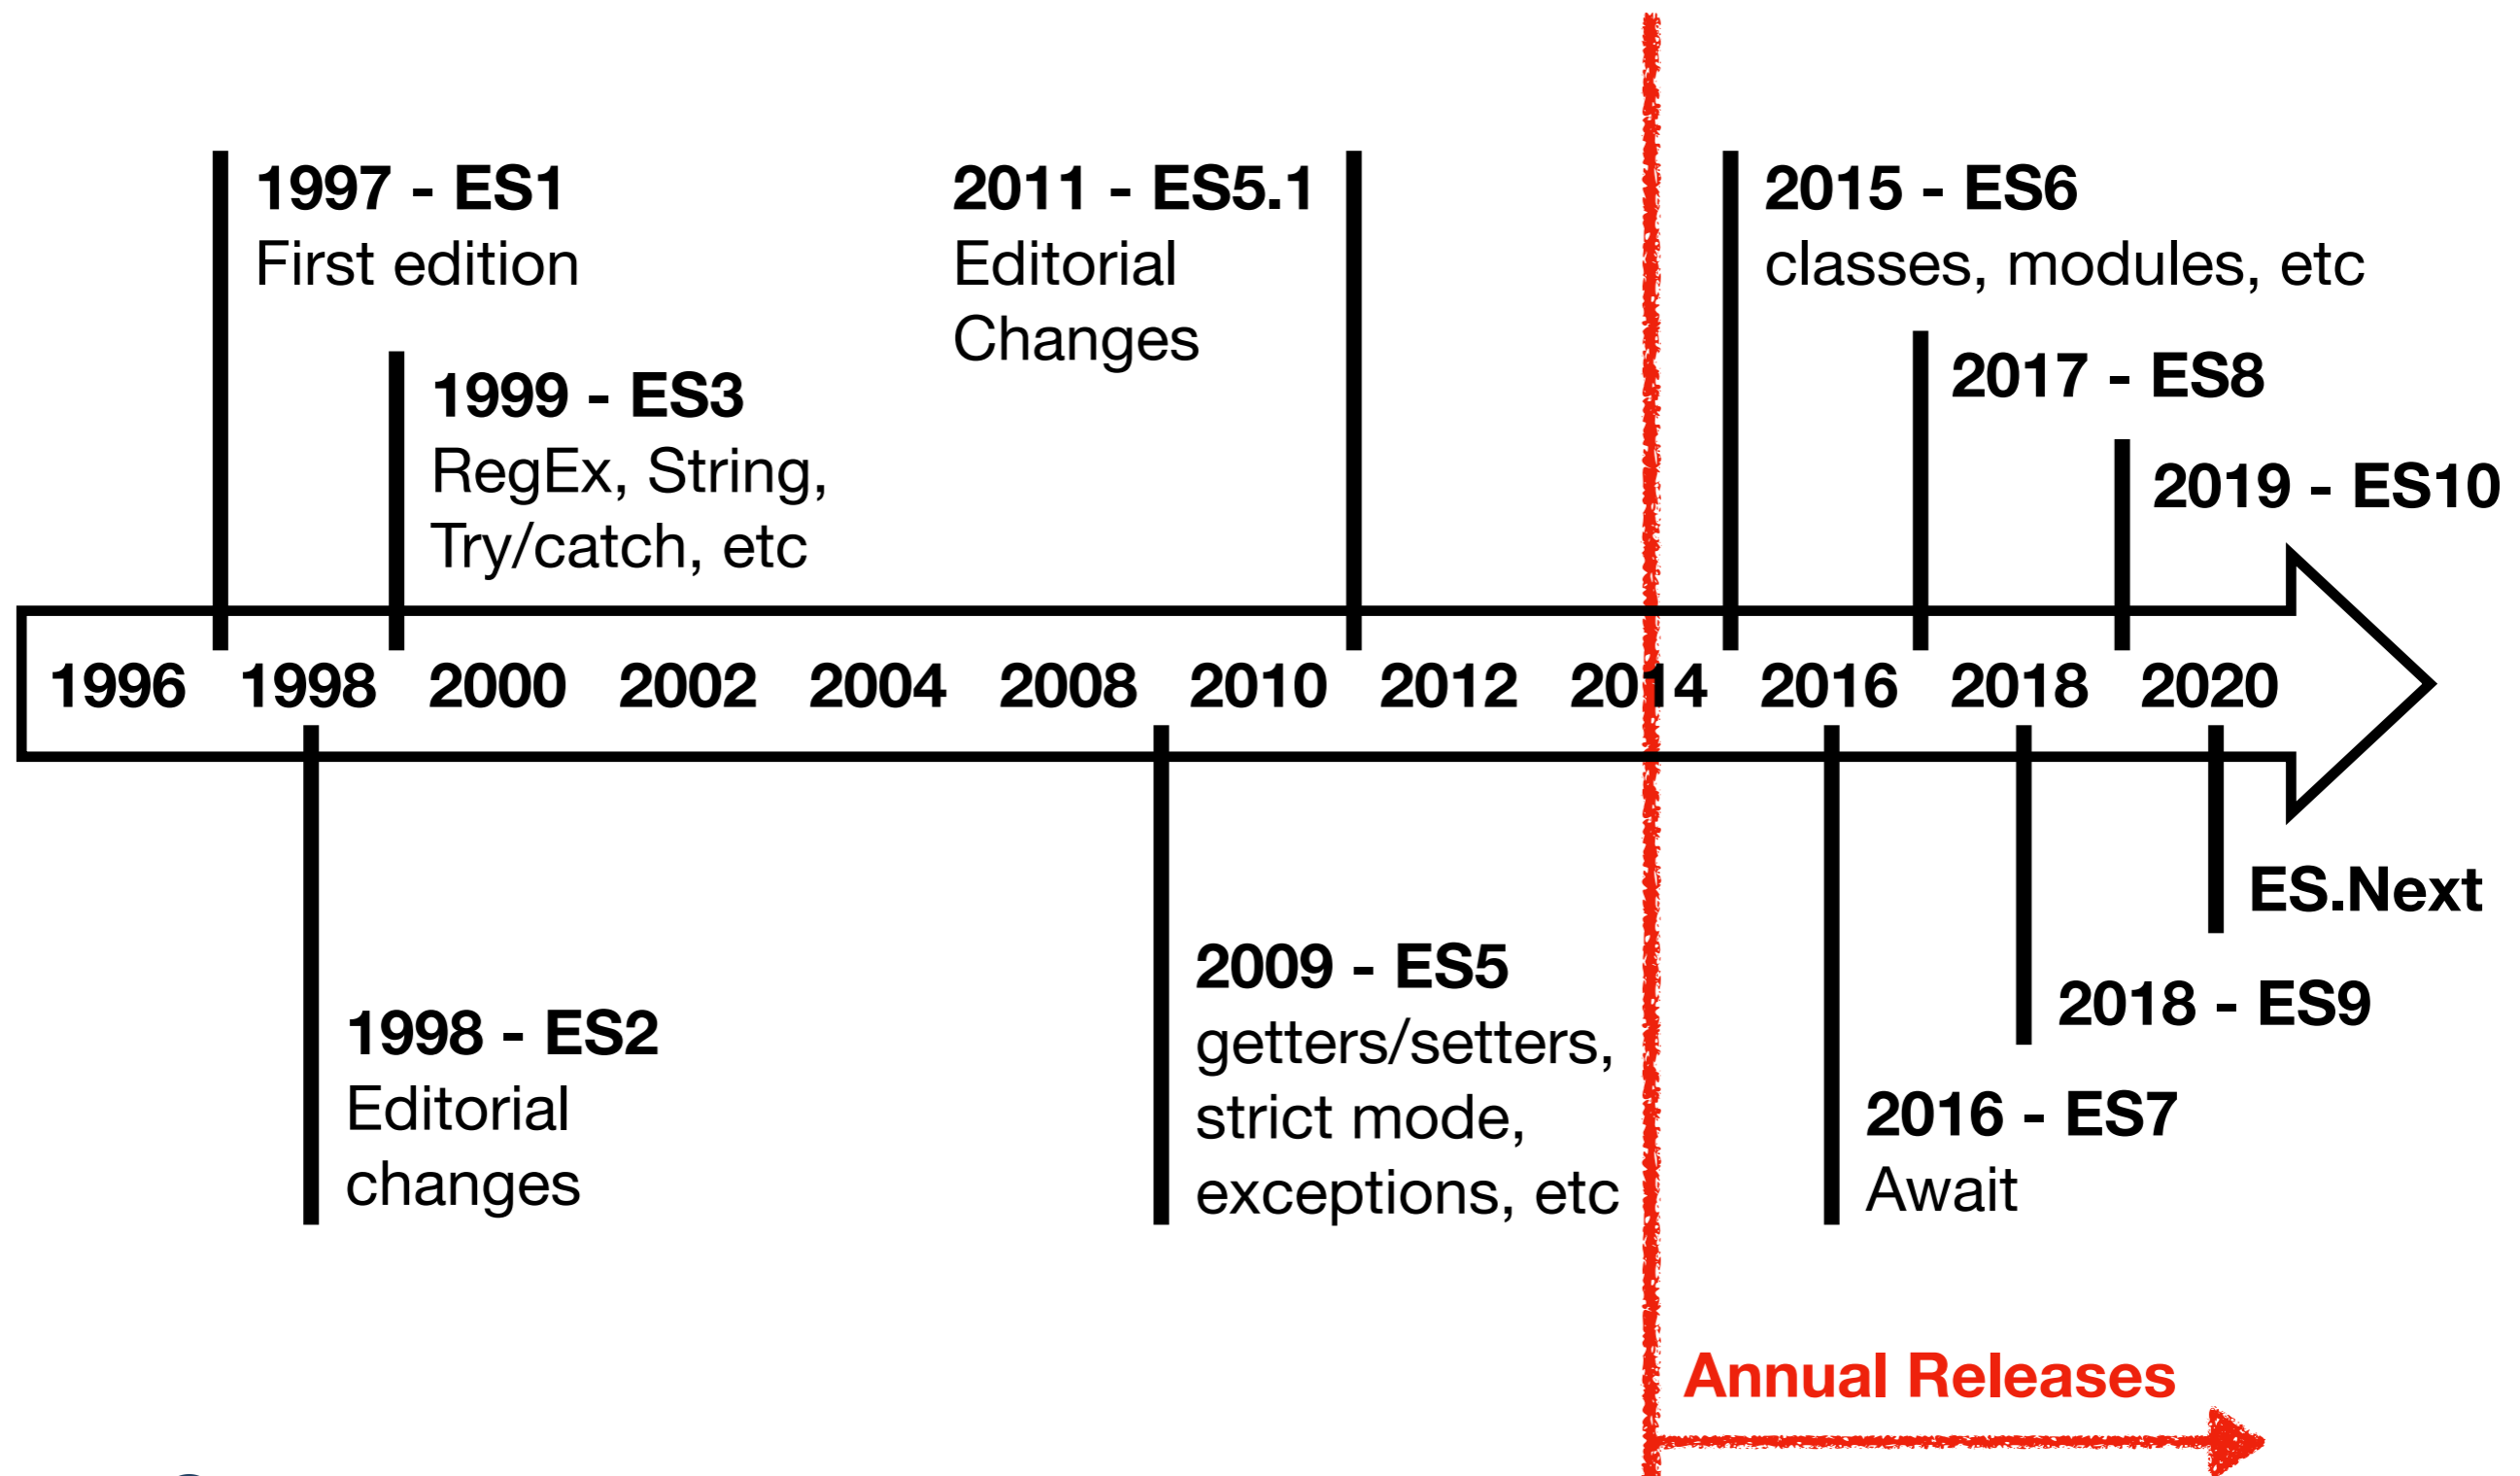 1997 - ES1
First edition
2011 - ES5.1
Editorial
Changes
2015 - ES6
classes, modules, etc
1999 - ES3
RegEx, String,
Try/catch, etc
2017 - ES8
2019 - ES10
1996 1998 2000 2002 2004 2008 2010 2012 2014 2016 2018 2020
ES.Next
2009 - ES5
getters/setters,
strict mode,
exceptions, etc
2018 - ES9
1998 - ES2
Editorial
changes
2016 - ES7
Await
Annual Releases